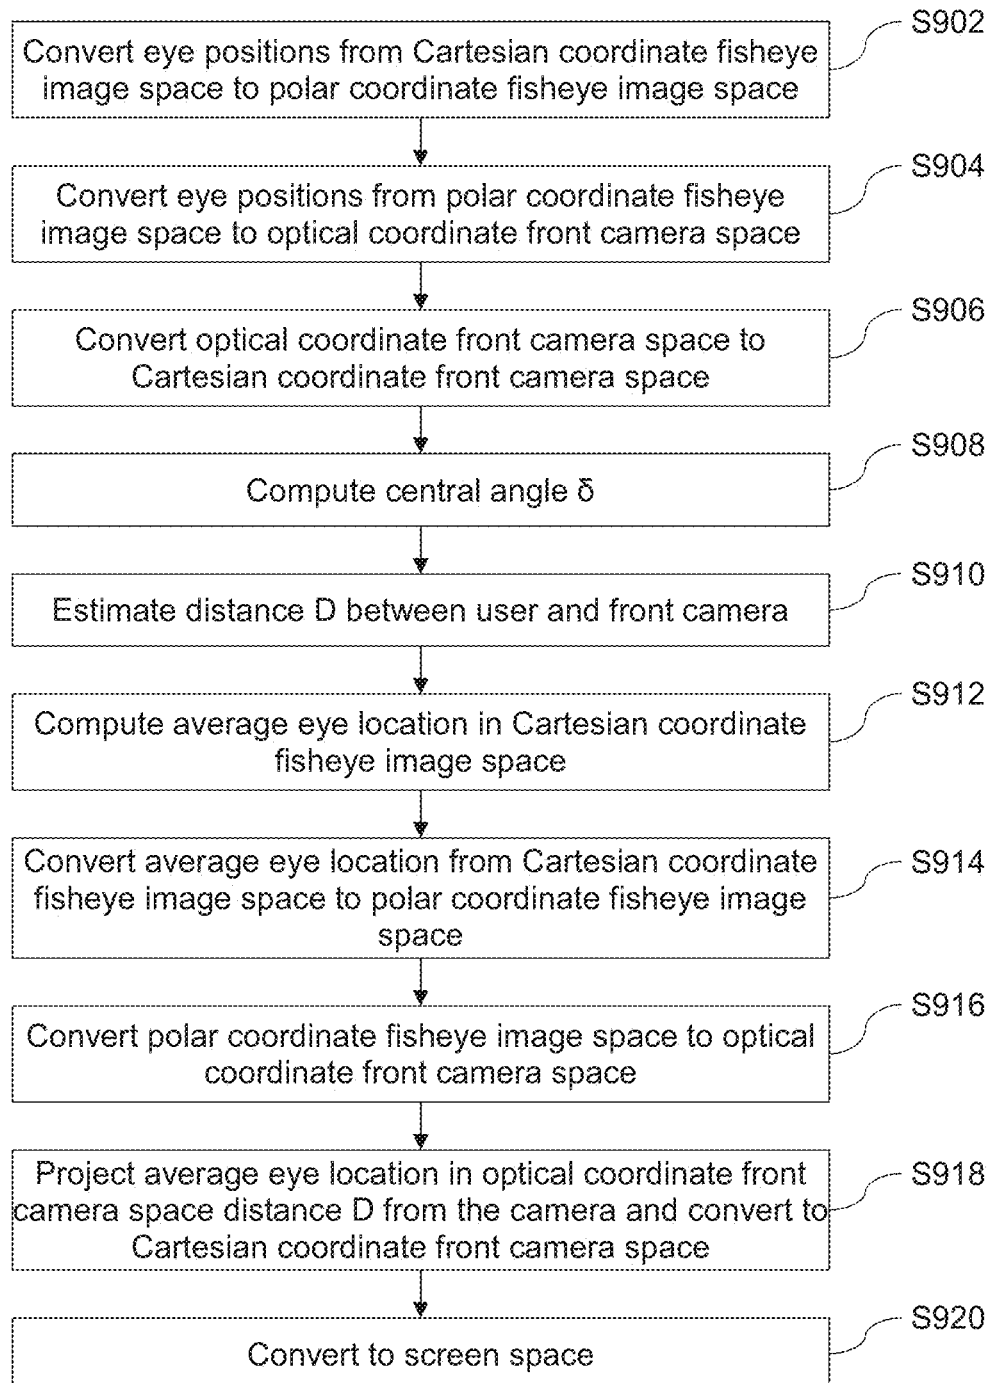 S902
Convert eye positions from Cartesian coordinate fisheye
image space to polar coordinate fisheye image space
S904
Convert eye positions from polar coordinate fisheye
image space to optical coordinate front camera space
S906
Convert optical coordinate front camera space to
Cartesian coordinate front camera space
S908
Compute central angle δ
S910
Estimate distance D between user and front camera
S912
Compute average eye location in Cartesian coordinate
fisheye image space
S914
Convert average eye location from Cartesian coordinate
fisheye image space to polar coordinate fisheye image
space
S916
Convert polar coordinate fisheye image space to optical
coordinate front camera space
S918
Project average eye location in optical coordinate front
camera space distance D from the camera and convert to
Cartesian coordinate front camera space
S920
Convert to screen space